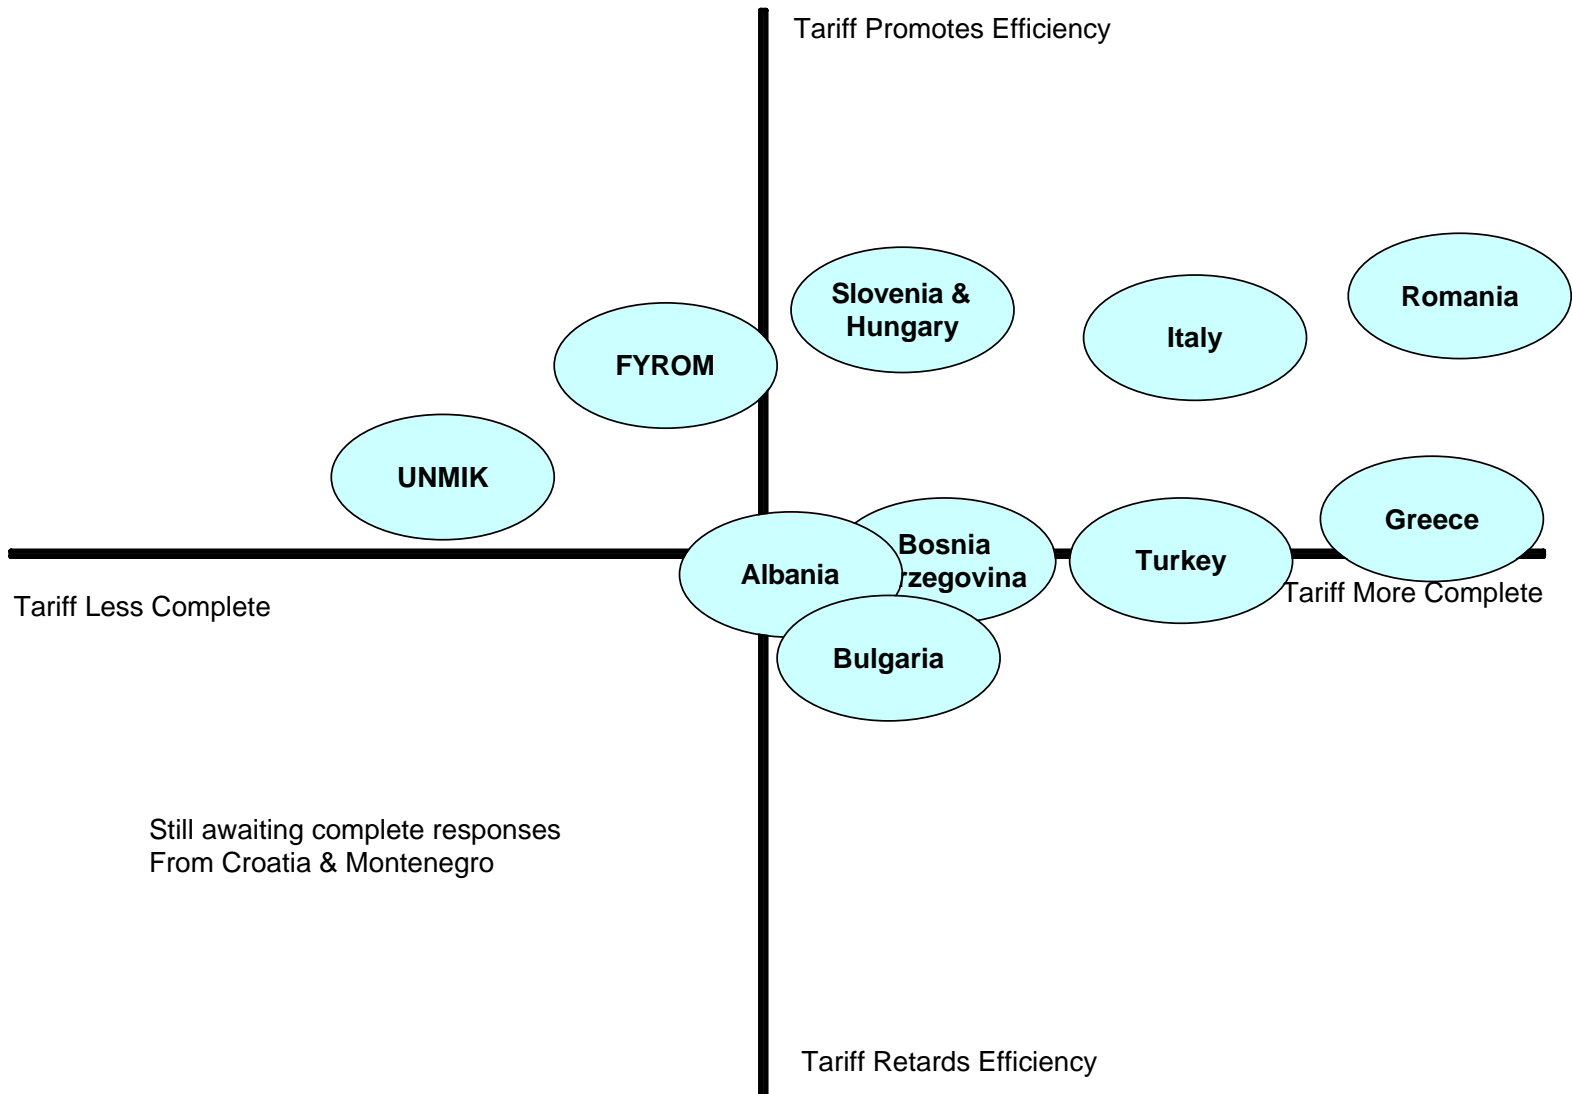 Tariff Promotes Efficiency
Slovenia &
Hungary
Romania
Italy
FYROM
UNMIK
Greece
Bosnia
rzegovina
Albania
Turkey
Tariff Less Complete
Tariff More Complete
Bulgaria
Still awaiting complete responses
From Croatia & Montenegro
Tariff Retards Efficiency